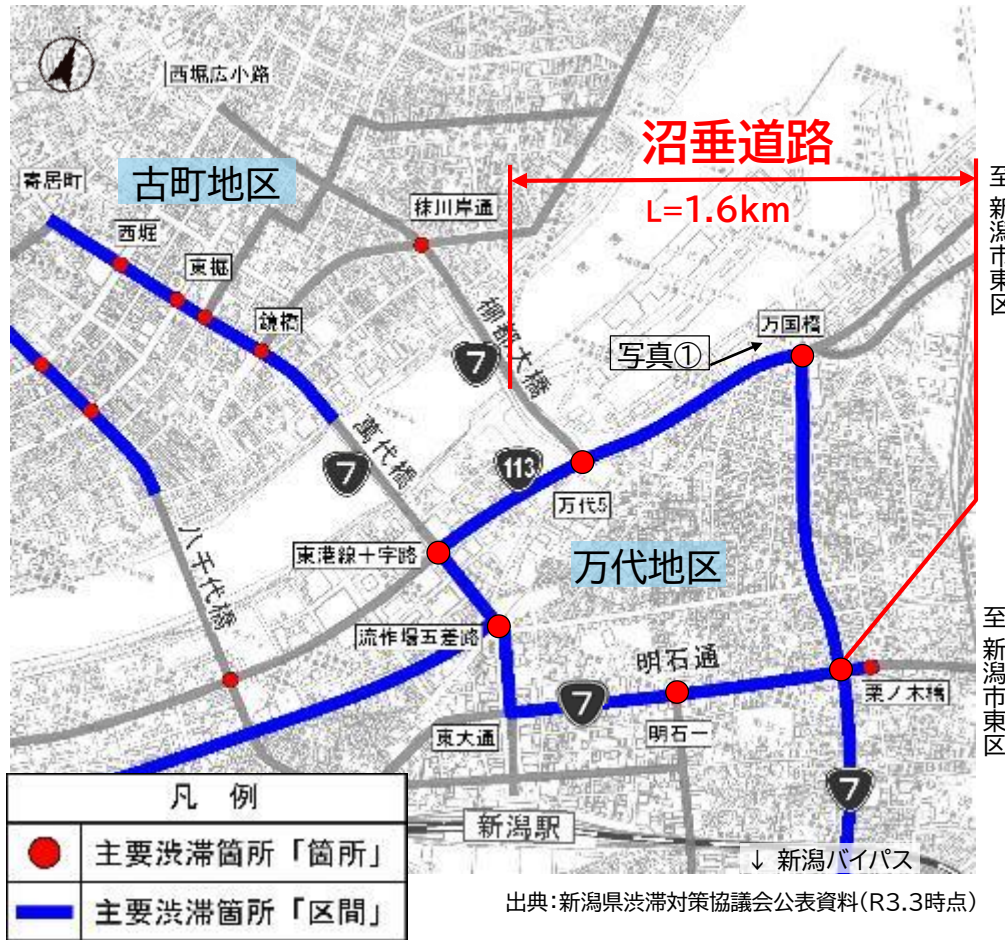 西堀広小路
沼垂道路
L=1.6km
至 新潟市東区
古町地区
寄居町
西堀
東堀
鏡橋
柳都大橋
7
万国橋
写真①
萬代橋
7
113
万代5
東港線十字路
万代地区
八千代橋
流作場五差路
明石通
栗ノ木橋
7
東大通
明石一
至 新潟市東区
7
新潟駅
↓ 新潟バイパス
凡 例
主要渋滞箇所「箇所」
主要渋滞箇所「区間」
出典:新潟県渋滞対策協議会公表資料(R3.3時点)